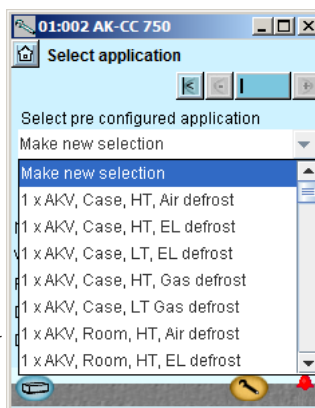 01:002 AK-CC 750
Select application
Select pre configured application
Make new selection
Make new selection
1 x AKV, Case, HT, Air defrost
1 x AKV, Case, HT, EL defrost
1 x AKV, Case, LT, EL defrost
1 x AKV, Case, HT, Gas defrost
1 x AKV, Case, LT Gas defrost
1 x AKV, Room, HT, Air defrost
1 x AKV, Room, HT, EL defrost